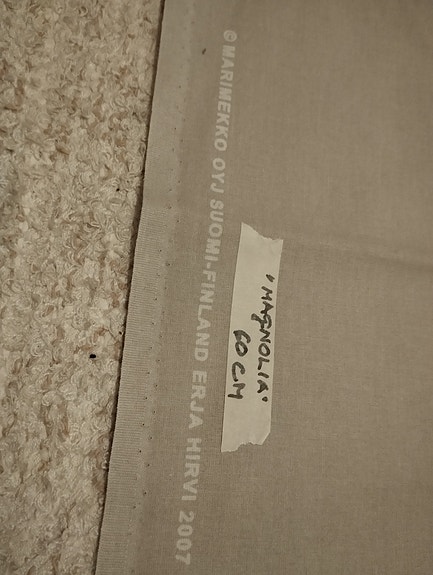 © MARIMEKKO OYJ SUOMI-FINLAND ERJA HIRVI 2007
"MAGNOLIA"
60 CM